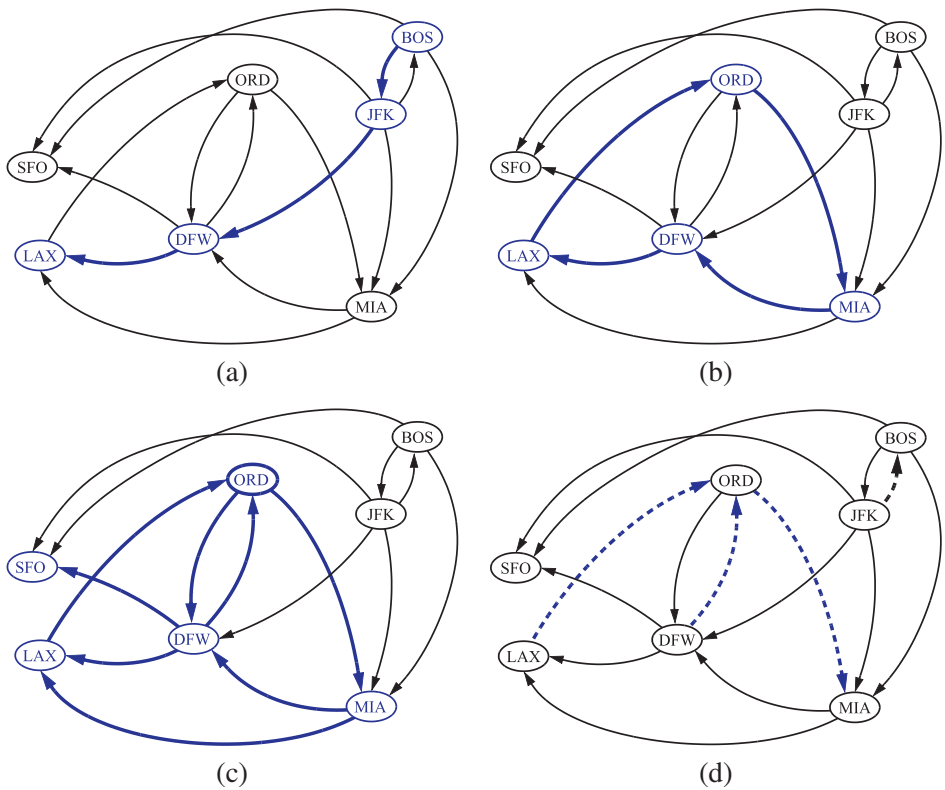 BOS
ORD
JFK
SFO
DFW
LAX
MIA
(a)
BOS
ORD
JFK
SFO
DFW
LAX
MIA
(b)
BOS
ORD
JFK
SFO
DFW
LAX
MIA
(c)
BOS
ORD
JFK
SFO
DFW
LAX
MIA
(d)